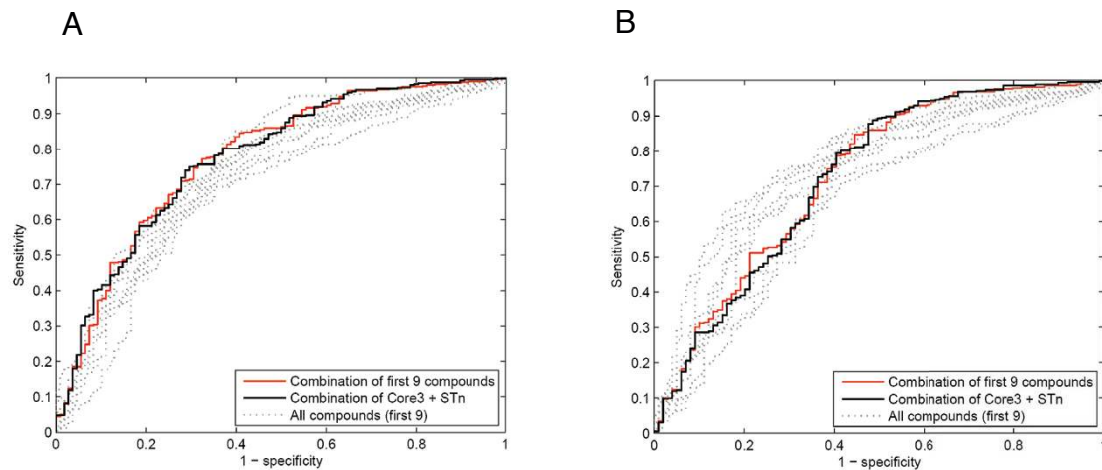 A
B
1
0.9
0.8
0.7
0.6
0.5
0.4
0.3
0.2
0.1
0
Sensitivity
0 0.2 0.4 0.6 0.8 1
1 – specificity
Combination of first 9 compounds
Combination of Core3 + STn
All compounds (first 9)
1
0.9
0.8
0.7
0.6
0.5
0.4
0.3
0.2
0.1
0
Sensitivity
0 0.2 0.4 0.6 0.8 1
1 – specificity
Combination of first 9 compounds
Combination of Core3 + STn
All compounds (first 9)